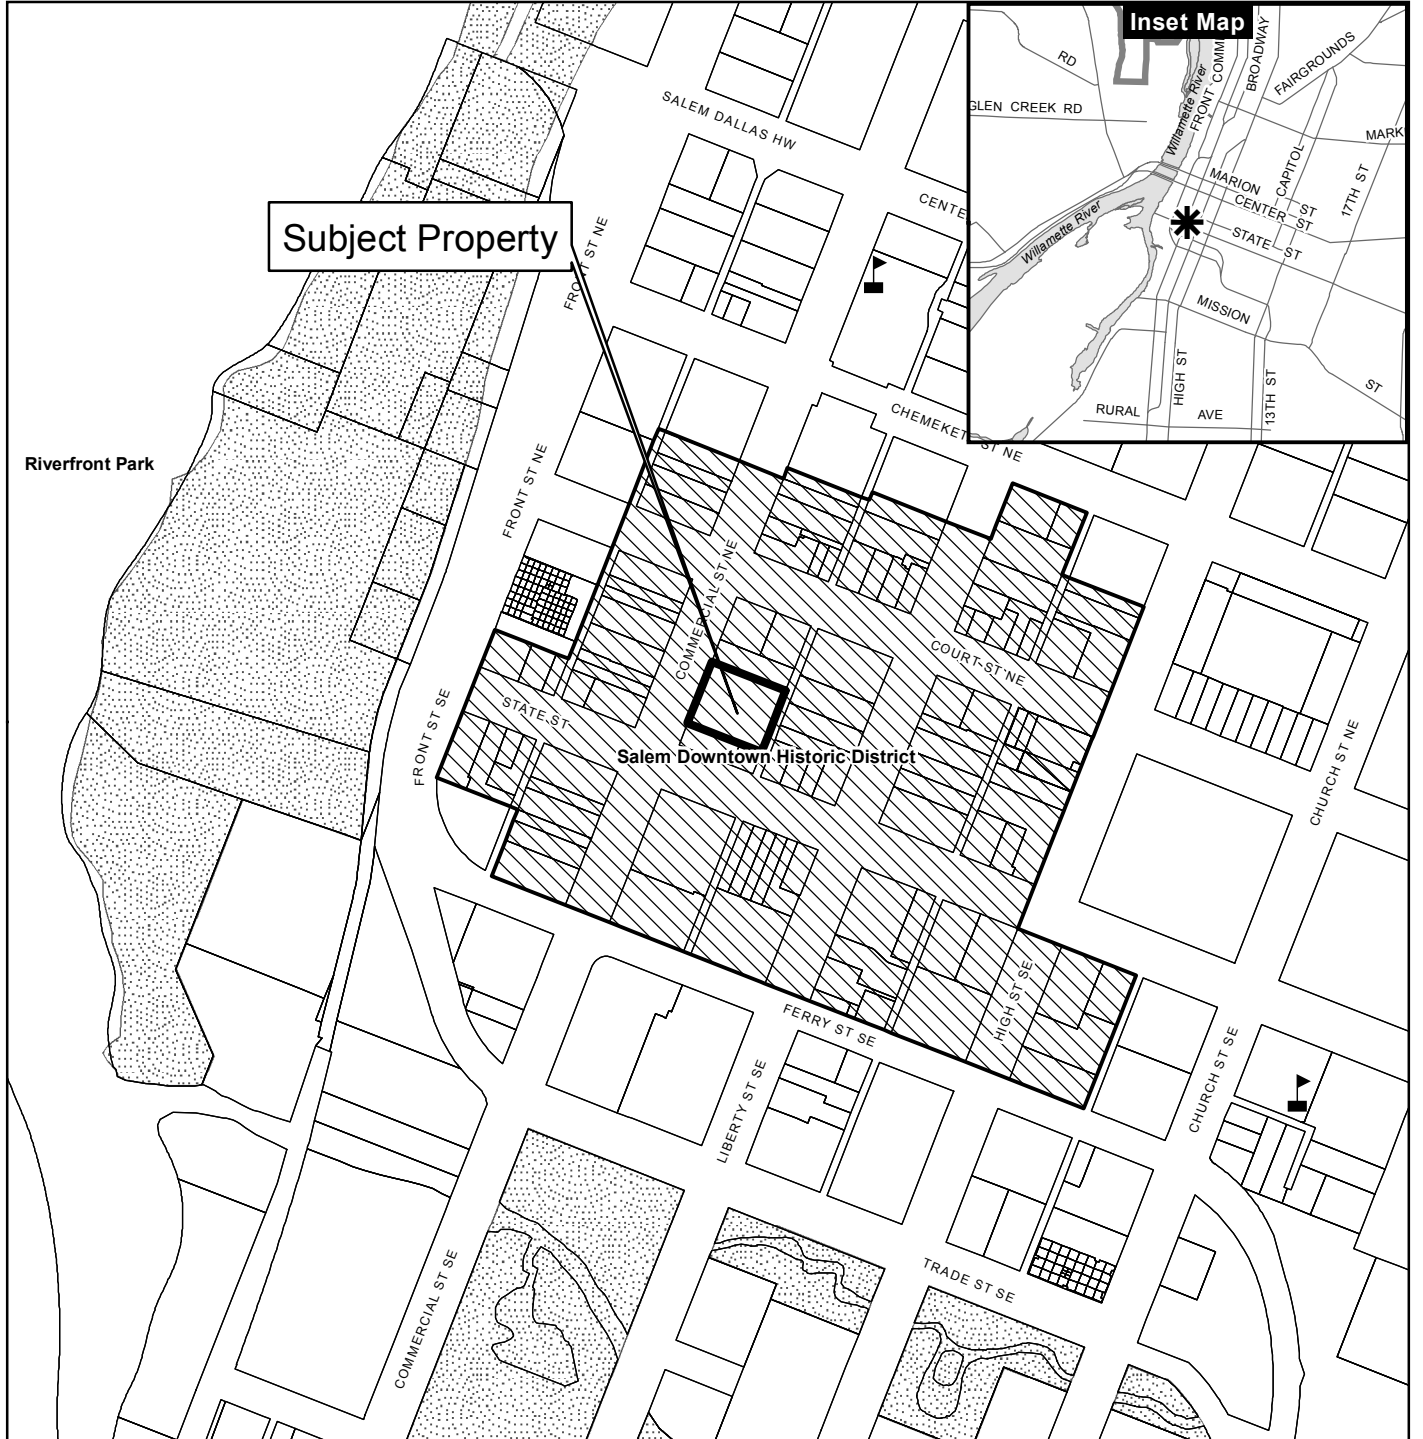 Inset Map
RD
GLEN CREEK RD
Willamette River
BROADWAY
FAIRGROUNDS
CAPITOL
17TH ST
MARION
ST
CENTER ST
STATE ST
Willamette River
MISSION
ST
HIGH ST
13TH ST
RURAL
AVE
SALEM DALLAS HW
Subject Property
FRONT ST NE
CHEMEKET
ST NE
Riverfront Park
FRONT ST NE
COMMERCIAL ST NE
COURT ST NE
STATE ST
FRONT ST SE
Salem Downtown Historic District
CHURCH ST NE
FERRY ST SE
HIGH ST SE
LIBERTY ST SE
CHURCH ST SE
COMMERCIAL ST SE
TRADE ST SE